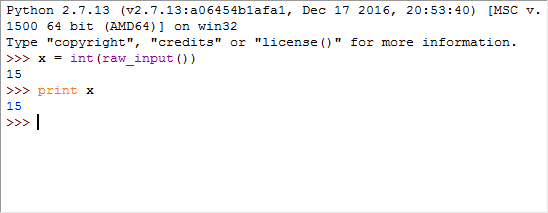 Python 2.7.13 (v2.7.13:a06454b1afa1, Dec 17 2016, 20:53:40) [MSC v.
1500 64 bit (AMD64)] on win32
Type "copyright", "credits" or "license()" for more information.
>>> x = int(raw_input())
15
>>> print x
15
>>>